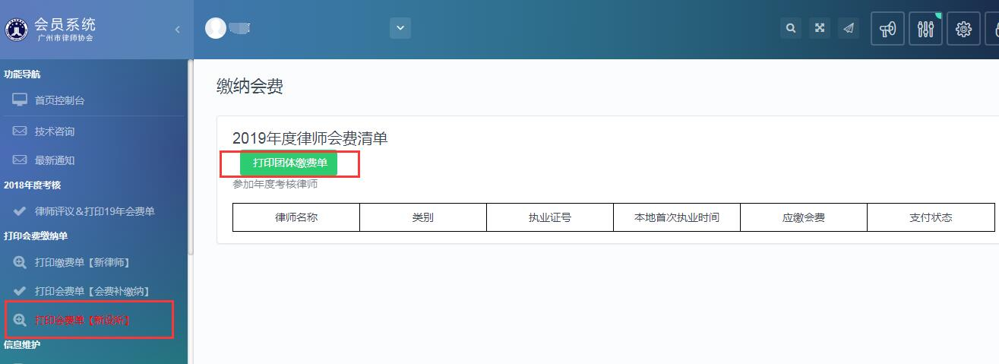 会员系统
广州市律师协会
功能导航
首页控制台
技术咨询
最新通知
2018年度考核
律师评议＆打印19年会费单
打印会费缴纳单
打印缴费单【新律师】
打印会费单【会费补缴纳】
打印会费单【新设所】
信息维护
缴纳会费
2019年度律师会费清单
打印团体缴费单
参加年度考核律师
律师名称 类别 执业证号 本地首次执业时间 应缴会费 支付状态